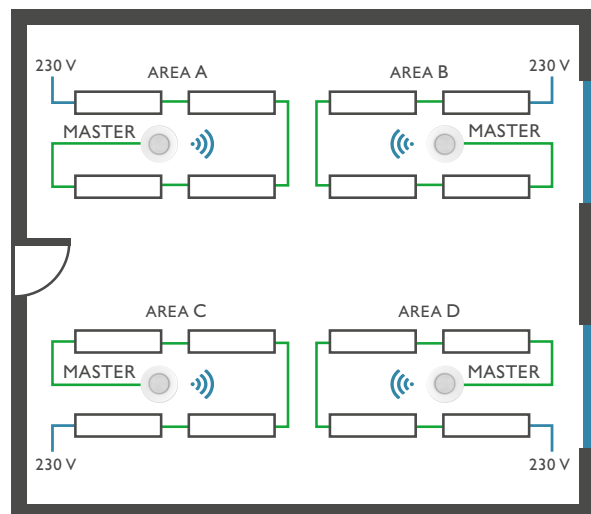 230 V
AREA A
AREA B
230 V
MASTER
MASTER
AREA C
AREA D
MASTER
MASTER
230 V
230 V